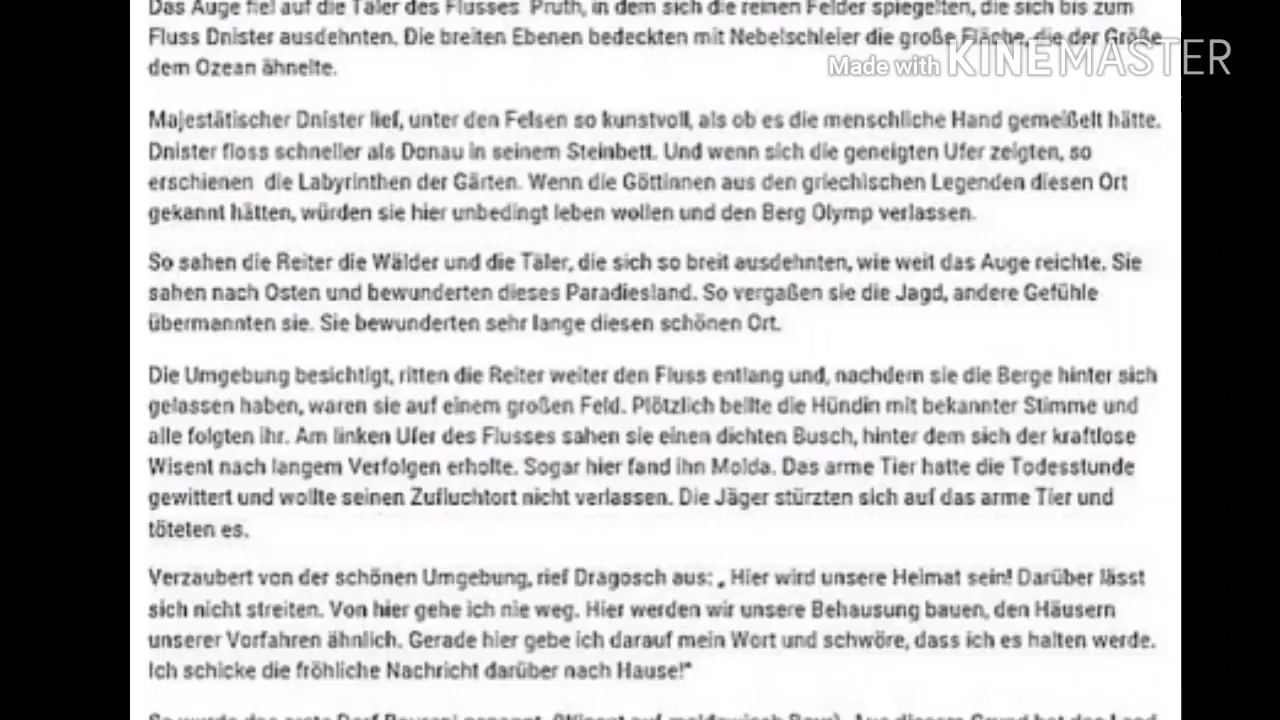 Das Auge fiel auf die Täler des Flusses Pruth, in dem sich die reinen Felder spiegelten, die sich bis zum
Fluss Dnister ausdehnten. Die breiten Ebenen bedeckten mit Nebelschleier die große Fläche, die der Größe
dem Ozean ähnelte.
Made with KINEMASTER
Majestätischer Dnister lief, unter den Felsen so kunstvoll, als ob es die menschliche Hand gemeißelt hätte.
Dnister floss schneller als Donau in seinem Steinbett. Und wenn sich die geneigten Ufer zeigten, so
erschienen die Labyrinthen der Gärten. Wenn die Göttinnen aus den griechischen Legenden diesen Ort
gekannt hätten, würden sie hier unbedingt leben wollen und den Berg Olymp verlassen.
So sahen die Reiter die Wälder und die Täler, die sich so breit ausdehnten, wie weit das Auge reichte. Sie
sahen nach Osten und bewunderten dieses Paradiesland. So vergaßen sie die Jagd, andere Gefühle
übermannten sie. Sie bewunderten sehr lange diesen schönen Ort.
Die Umgebung besichtigt, ritten die Reiter weiter den Fluss entlang und, nachdem sie die Berge hinter sich
gelassen haben, waren sie auf einem großen Feld. Plötzlich bellte die Hündin mit bekannter Stimme und
alle folgten ihr. Am linken Ufer des Flusses sahen sie einen dichten Busch, hinter dem sich der kraftlose
Wisent nach langem Verfolgen erholte. Sogar hier fand ihn Molda. Das arme Tier hatte die Todesstunde
gewittert und wollte seinen Zufluchtort nicht verlassen. Die Jäger stürzten sich auf das arme Tier und
töteten es.
Verzaubert von der schönen Umgebung, rief Dragosch aus: „ Hier wird unsere Heimat sein! Darüber lässt
sich nicht streiten. Von hier gehe ich nie weg. Hier werden wir unsere Behausung bauen, den Häusern
unserer Vorfahren ähnlich. Gerade hier gebe ich darauf mein Wort und schwöre, dass ich es halten werde.
Ich schicke die fröhliche Nachricht darüber nach Hause!"